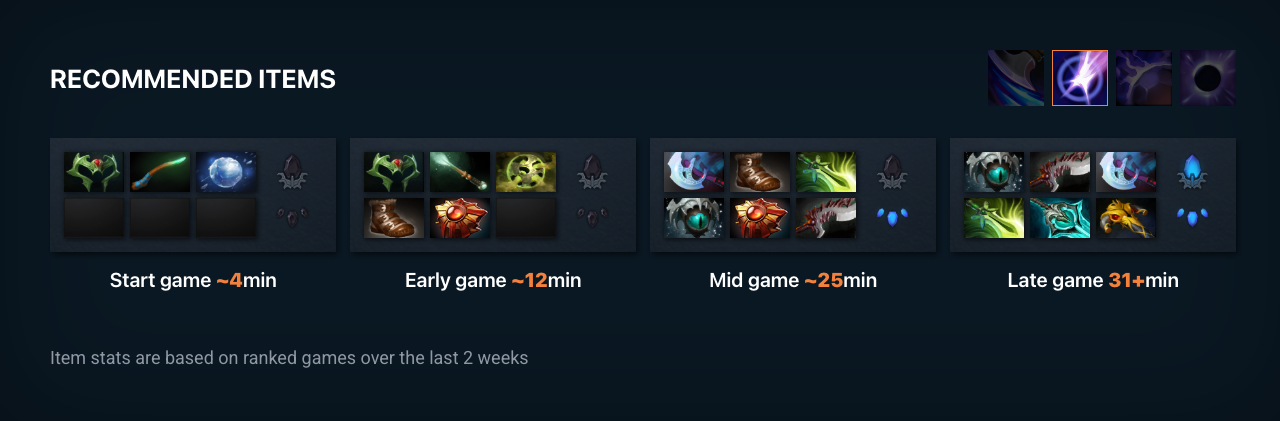 RECOMMENDED ITEMS
Start game ~4min
Early game ~12min
Mid game ~25min
Late game 31+min
Item stats are based on ranked games over the last 2 weeks